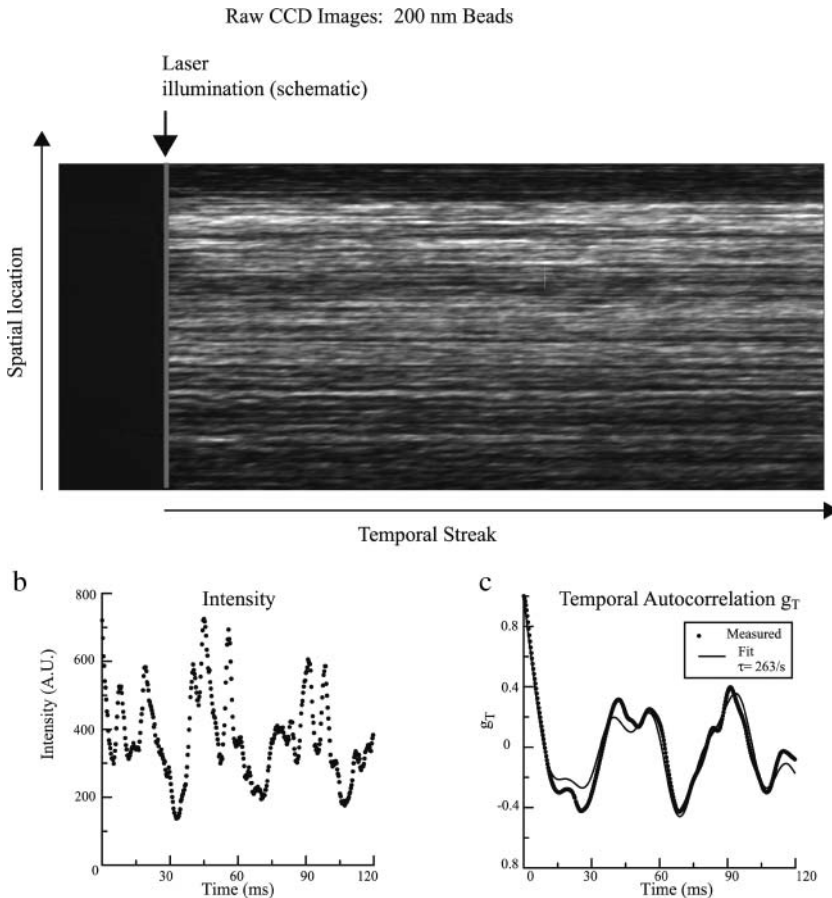 Raw CCD Images: 200 nm Beads
Laser
illumination (schematic)
Spatial location
Temporal Streak
b
Intensity
800
600
400
200
0
Intensity (A.U.)
0 30 60 90 120
Time (ms)
c
Temporal Autocorrelation gT
Measured
Fit
τ= 263/s
0.8
0.4
0
-0.4
0.8
gT
0 30 60 90 120
Time (ms)